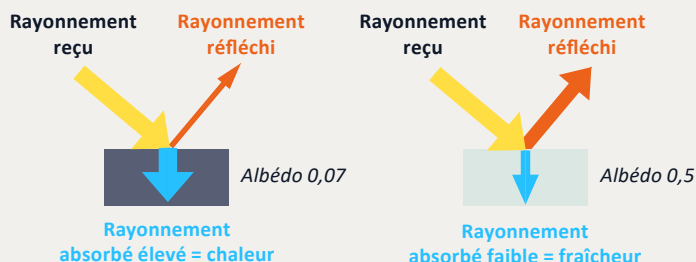 Rayonnement
reçu
Rayonnement
réfléchi
Albédo 0,07
Rayonnement
absorbé élevé = chaleur
Rayonnement
reçu
Rayonnement
réfléchi
Albédo 0,5
Rayonnement
absorbé faible = fraîcheur